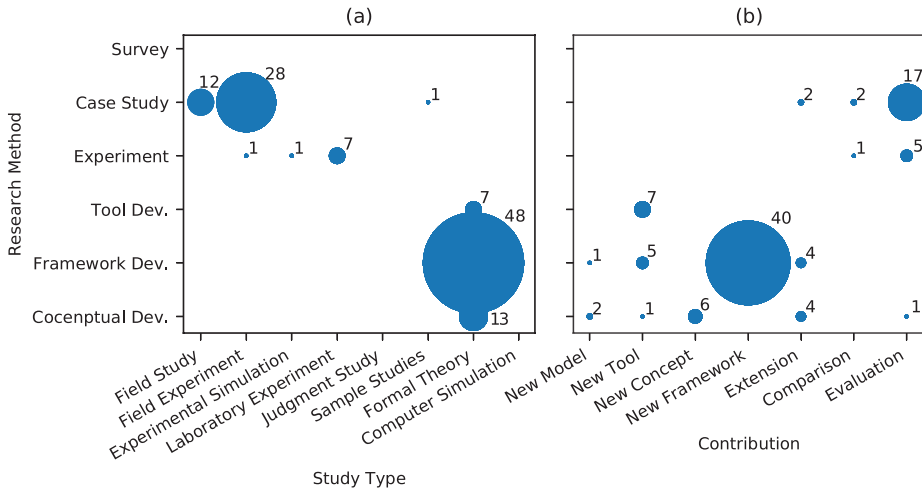 (a)
(b)
Research Method
Survey
Case Study
Experiment
Tool Dev.
Framework Dev.
Cocenptual Dev.
12
28
1
1
1
7
7
48
13
2
2
17
1
5
7
40
1
5
4
2
1
6
4
1
Field Study
Field Experiment
Experimental Simulation
Laboratory Experiment
Judgment Study
Sample Studies
Formal Theory
Computer Simulation
Study Type
New Model
New Tool
New Concept
New Framework
Extension
Comparison
Evaluation
Contribution